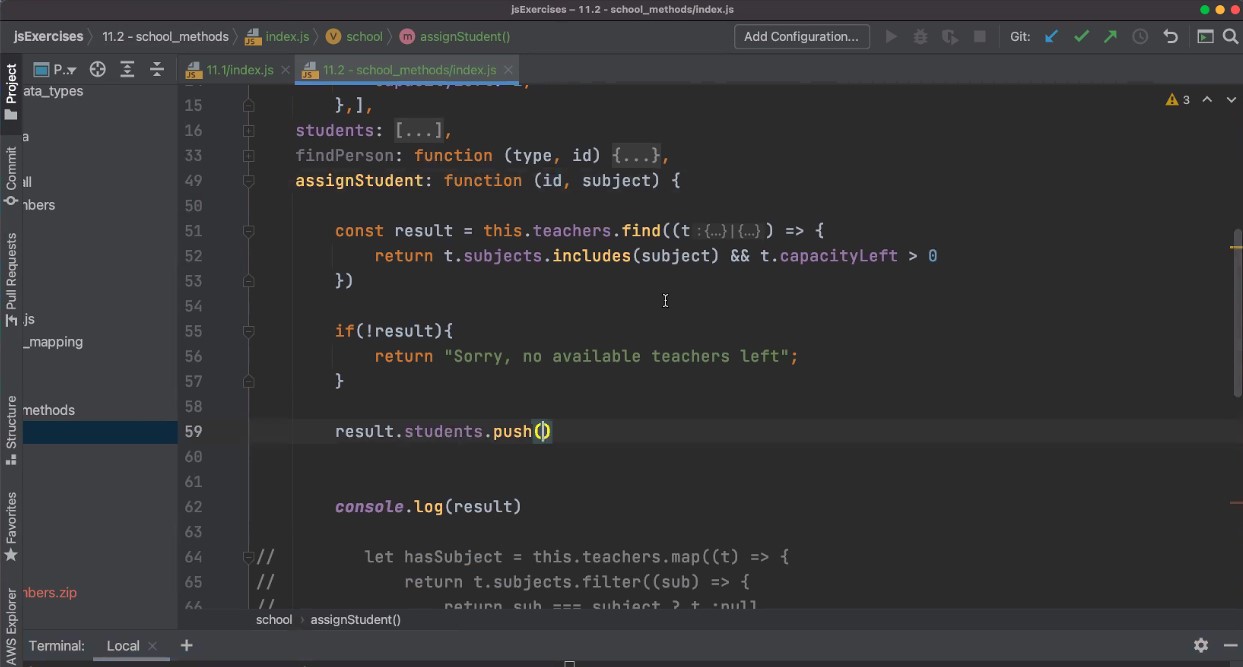 jsExercises – 11.2 - school_methods/index.js
jsExercises 11.2 - school_methods index.js V school m assignStudent() Add Configuration... Git:
Project P..▾ 11.1/index.js × 11.2 - school_methods/index.js ×
ata_types
a
all
nbers
.js
_mapping
methods
nbers.zip
Commit
Pull Requests
Structure
Favorites
AWS Explorer
3
15 },],
16 students: [...],
33 findPerson: function (type, id) {...},
49 assignStudent: function (id, subject) {
50
51 const result = this.teachers.find((t :{...}|{...} ) => {
52 return t.subjects.includes(subject) && t.capacityLeft > 0
53 })
54
55 if(!result){
56 return "Sorry, no available teachers left";
57 }
58
59 result.students.push()
60
61
62 console.log(result)
63
64 // let hasSubject = this.teachers.map((t) => {
65 // return t.subjects.filter((sub) => {
66 // return sub === subject ? t :null
school › assignStudent()
Terminal: Local × +